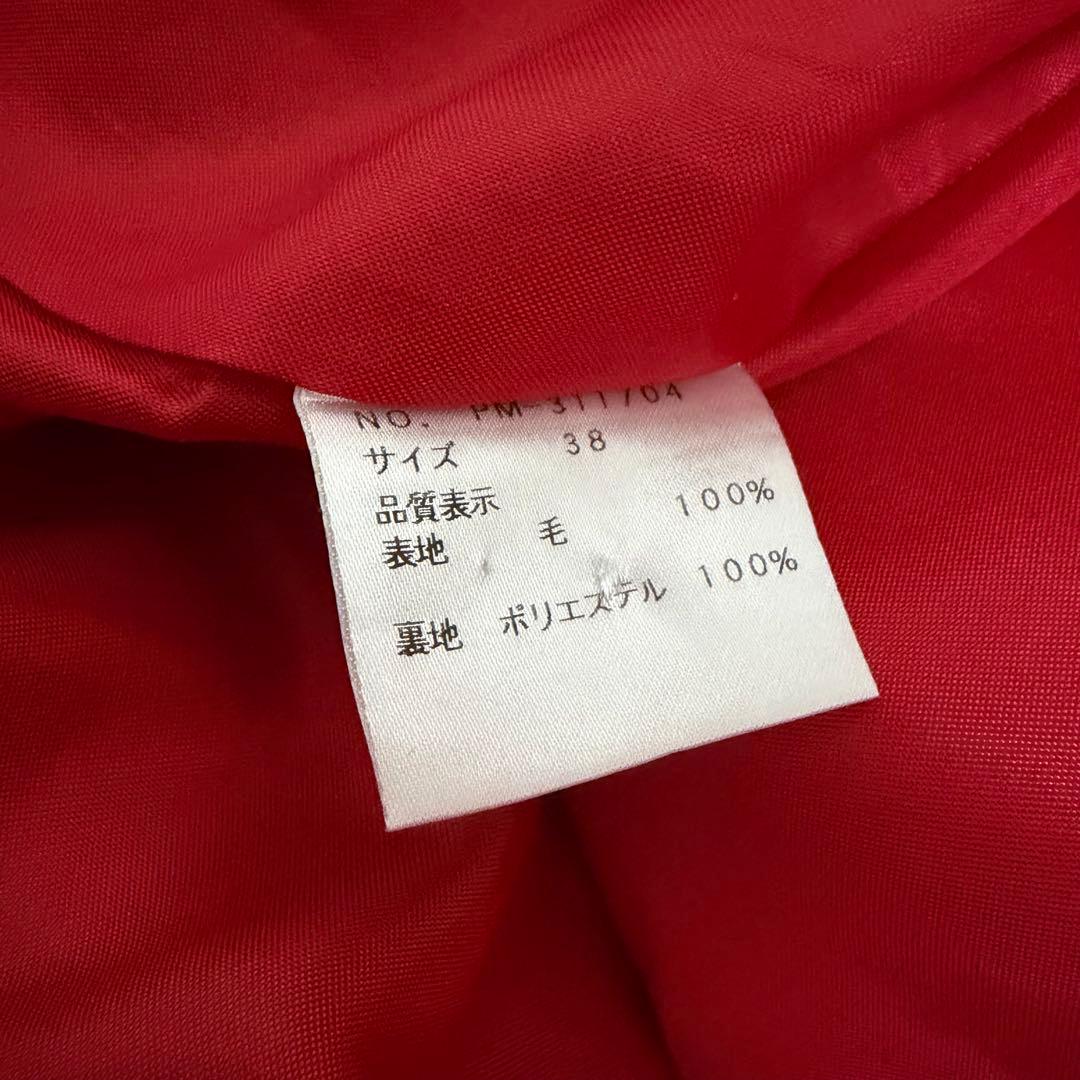 NO. PM-311704
サイズ 38
品質表示
表地 毛 100%
裏地 ポリエステル 100%